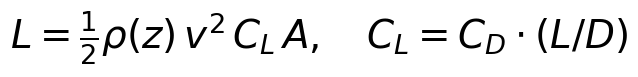 L = ½ρ(z) v² C_L A,    C_L = C_D · (L/D)